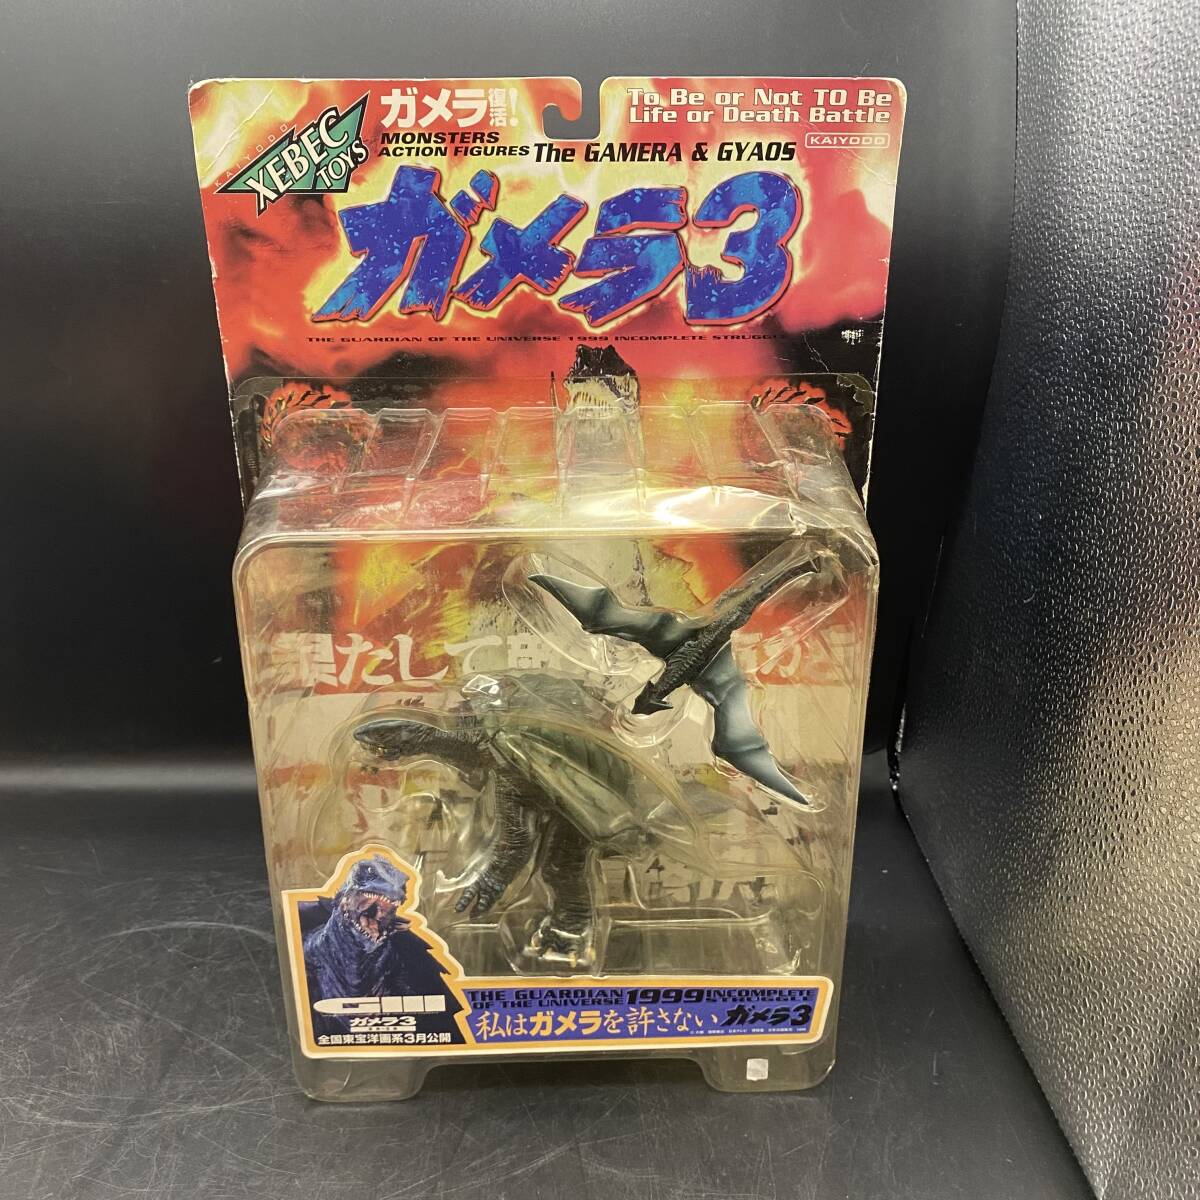 KAIYODO
XEBEC
TOYS
ガメラ復活!
MONSTERS
ACTION FIGURES The GAMERA & GYAOS
To Be or Not TO Be
Life or Death Battle
KAIYODO
ガメラ3
THE GUARDIAN OF THE UNIVERSE 1999 INCOMPLETE STRUGGLE
果たして
GIII
ガメラ3
全国東宝洋画系3月公開
THE GUARDIAN
OF THE UNIVERSE 1999 INCOMPLETE
STRUGGLE
私はガメラを許さない ガメラ3